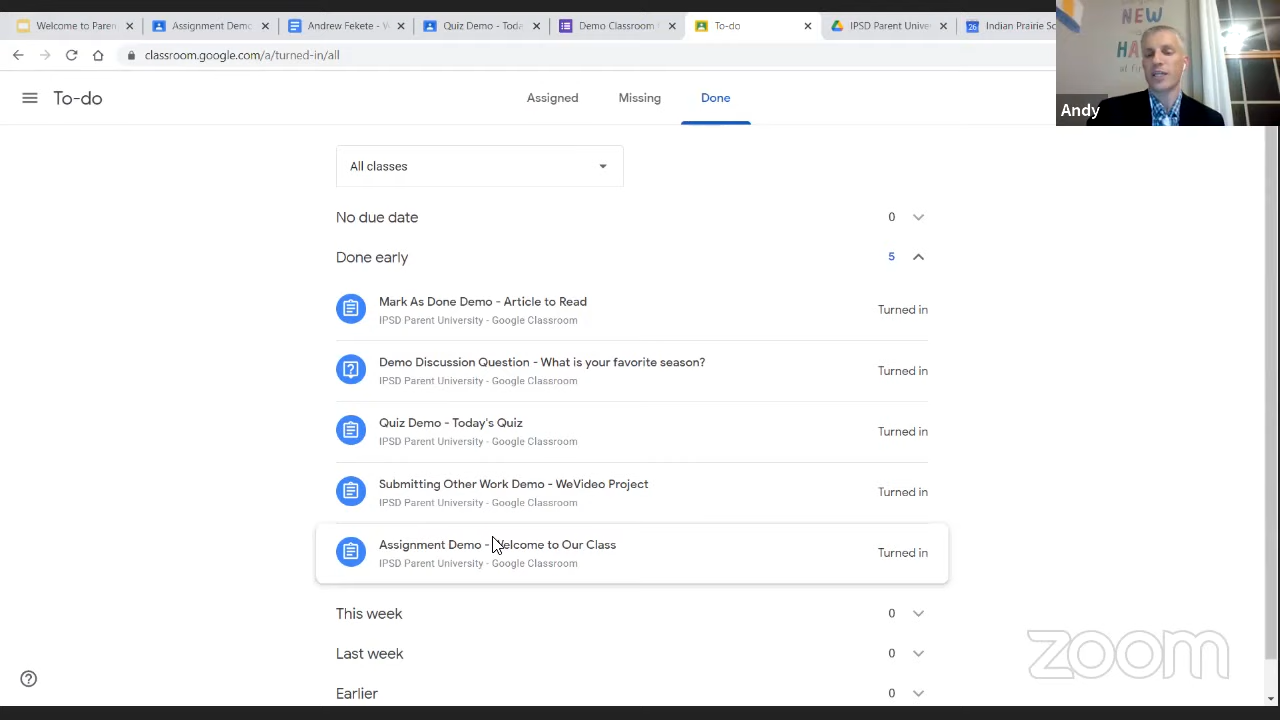 Welcome to Paren
Assignment Demo
Andrew Fekete - W
Quiz Demo - Toda
Demo Classroom
To-do
IPSD Parent Unive
Indian Prairie Sc
classroom.google.com/a/turned-in/all
NEW
HA
at fi
Andy
To-do
Assigned
Missing
Done
All classes
No due date
0
Done early
5
Mark As Done Demo - Article to Read
IPSD Parent University - Google Classroom
Turned in
Demo Discussion Question - What is your favorite season?
IPSD Parent University - Google Classroom
Turned in
Quiz Demo - Today's Quiz
IPSD Parent University - Google Classroom
Turned in
Submitting Other Work Demo - WeVideo Project
IPSD Parent University - Google Classroom
Turned in
Assignment Demo - Welcome to Our Class
IPSD Parent University - Google Classroom
Turned in
This week
0
Last week
0
Earlier
0
zoom